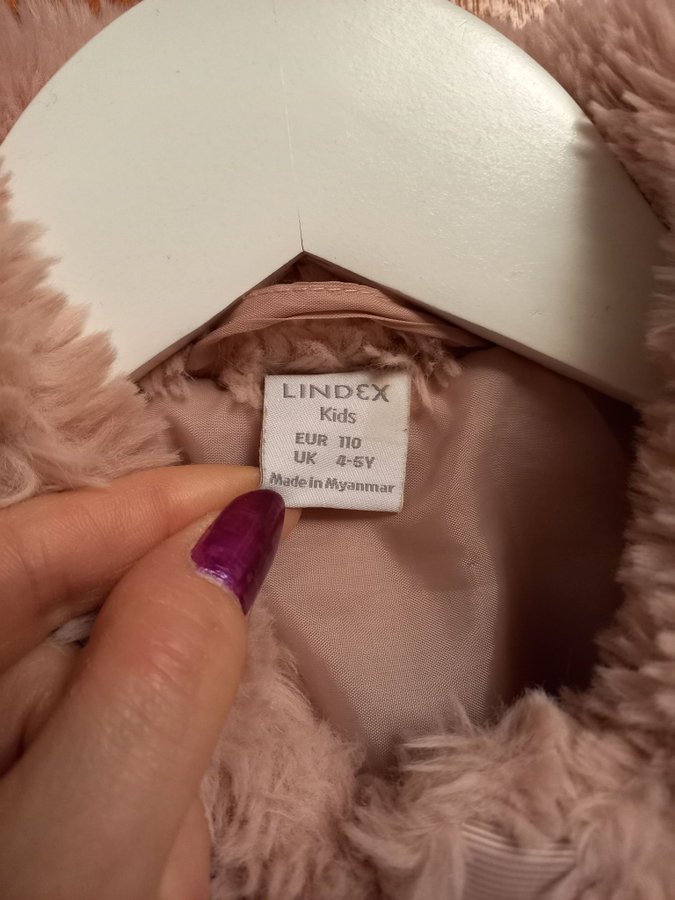 LINDEX
Kids
EUR 110
UK 4-5Y
Made in Myanmar